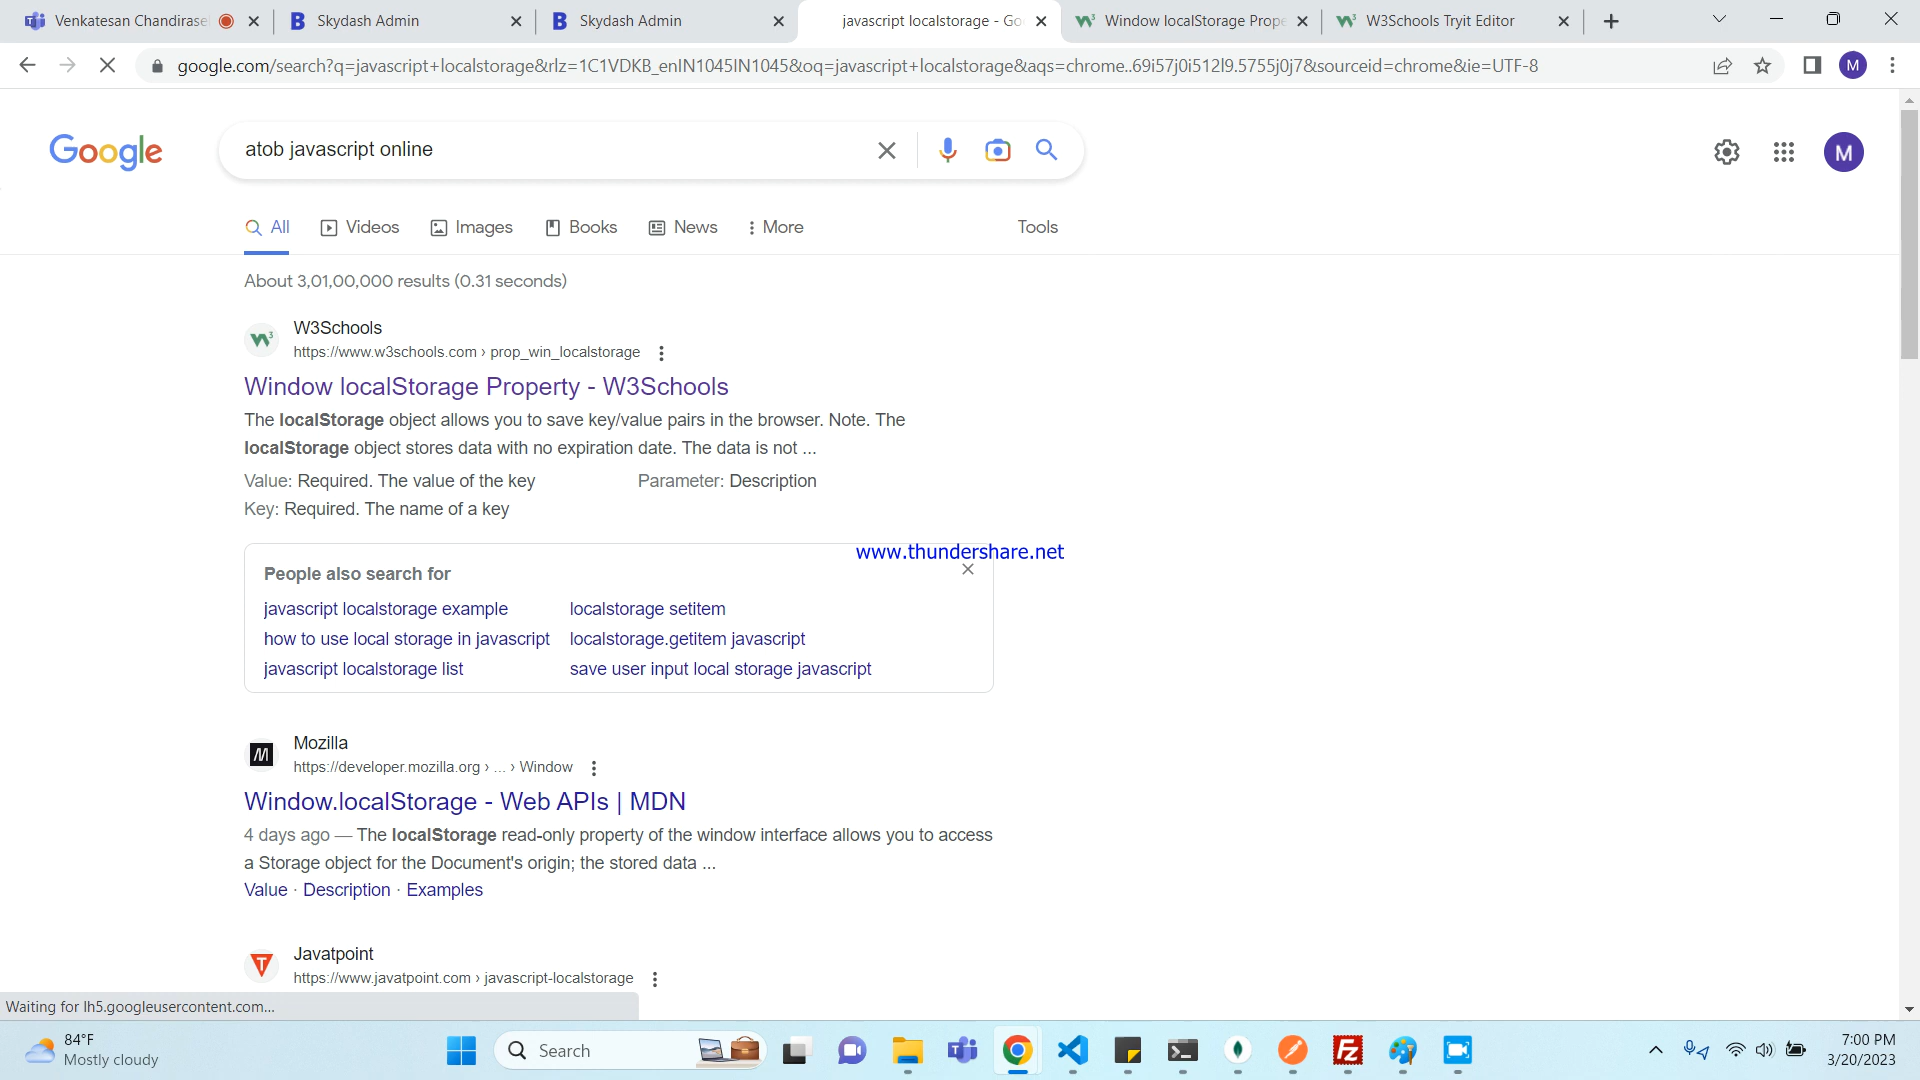 Venkatesan Chandirase
Skydash Admin
Skydash Admin
javascript localstorage - Go
Window localStorage Prope
W3Schools Tryit Editor
google.com/search?q=javascript+localstorage&rlz=1C1VDKB_enIN1045IN1045&oq=javascript+localstorage&aqs=chrome..69i57j0i512l9.5755j0j7&sourceid=chrome&ie=UTF-8
M
Google
atob javascript online
M
All
Videos
Images
Books
News
More
Tools
About 3,01,00,000 results (0.31 seconds)
W3Schools
https://www.w3schools.com › prop_win_localstorage
Window localStorage Property - W3Schools
The localStorage object allows you to save key/value pairs in the browser. Note. The
localStorage object stores data with no expiration date. The data is not ...
Value: Required. The value of the key
Parameter: Description
Key: Required. The name of a key
www.thundershare.net
People also search for
javascript localstorage example
localstorage setitem
how to use local storage in javascript
localstorage.getitem javascript
javascript localstorage list
save user input local storage javascript
Mozilla
https://developer.mozilla.org › ... › Window
Window.localStorage - Web APIs | MDN
4 days ago — The localStorage read-only property of the window interface allows you to access
a Storage object for the Document's origin; the stored data ...
Value · Description · Examples
Javatpoint
https://www.javatpoint.com › javascript-localstorage
Waiting for lh5.googleusercontent.com...
84°F
Mostly cloudy
Search
7:00 PM
3/20/2023